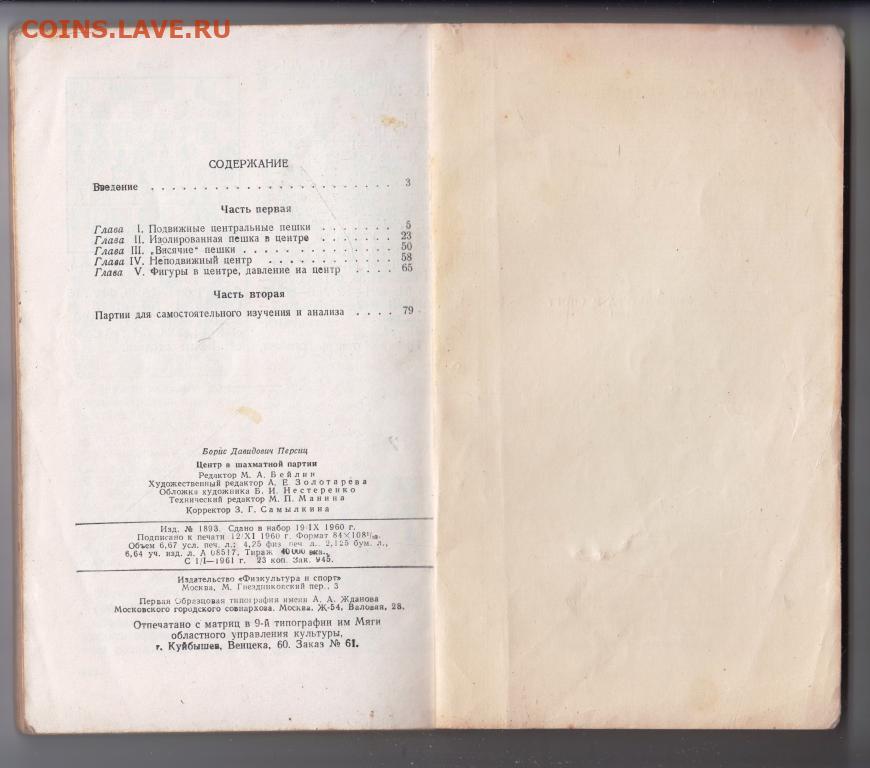 COINS.LAVE.RU
СОДЕРЖАНИЕ
Введение . . . . . . . . . . . . . . . . . . . . . . . 3
Часть первая
Глава I. Подвижные центральные пешки . . . . . . . 5
Глава II. Изолированная пешка в центре . . . . . . . 23
Глава III. „Висячие“ пешки . . . . . . . . . . . . . 50
Глава IV. Неподвижный центр . . . . . . . . . . . . 58
Глава V. Фигуры в центре, давление на центр . . . . 65
Часть вторая
Партии для самостоятельного изучения и анализа . . . . 79
Борис Давидович Персиц
Центр в шахматной партии
Редактор М. А. Бейлин
Художественный редактор А. Е. Золотарева
Обложка художника Б. И. Нестеренко
Технический редактор М. П. Манина
Корректор З. Г. Самылкина
Изд. № 1893. Сдано в набор 19/IX 1960 г.
Подписано к печати 12/XI 1960 г. Формат 84×108¹/₃₂.
Объем 6,67 усл. печ. л.; 4,25 физ. печ. л. 2,125 бум. л.,
6,64 уч. изд. л. А 08517. Тираж 40 000 экз.,
С 1/I—1961 г. 23 коп. Зак. 945.
Издательство «Физкультура и спорт»
Москва, М. Гнездниковский пер., 3
Первая Образцовая типография имени А. А. Жданова
Московского городского совнархоза. Москва. Ж-54, Валовая, 28.
Отпечатано с матриц в 9-й типографии им Мяги
областного управления культуры,
г. Куйбышев, Венцека, 60. Заказ № 61.